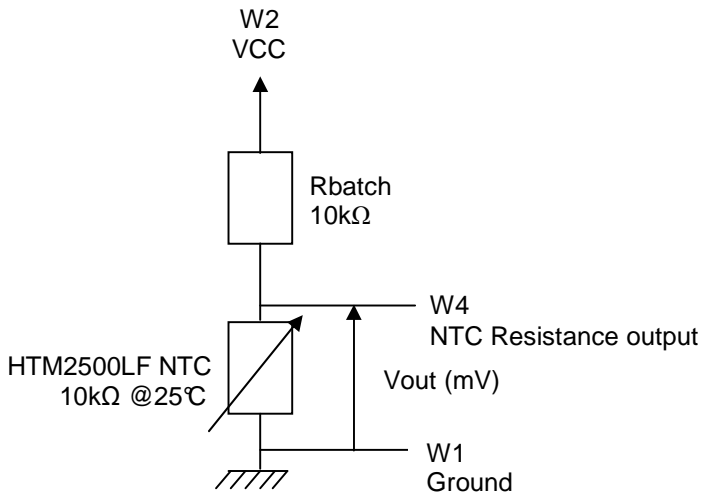 W2
VCC
Rbatch
10kΩ
W4
NTC Resistance output
HTM2500LF NTC
10kΩ @25℃
Vout (mV)
W1
Ground